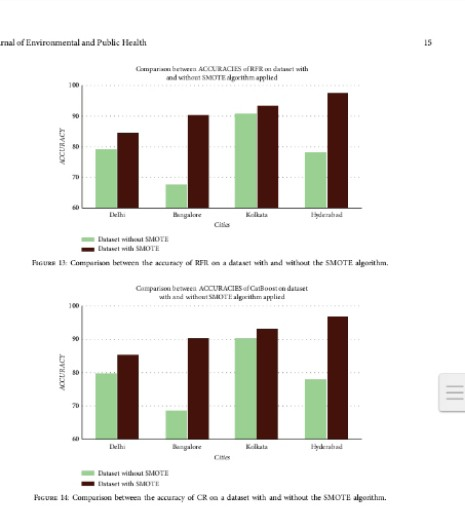 rnal of Environmental and Public Health 15
Comparison between ACCURACIES of RFR on dataset with
and without SMOTE algorithm applied
100
90
80
70
60
ACCURACY
Delhi Bangalore Kolkata Hyderabad
Cities
Dataset without SMOTE
Dataset with SMOTE
Figure 13: Comparison between the accuracy of RFR on a dataset with and without the SMOTE algorithm.
Comparison between ACCURACIES of CatBoost on dataset
with and without SMOTE algorithm applied
100
90
80
70
60
ACCURACY
Delhi Bangalore Kolkata Hyderabad
Cities
Dataset without SMOTE
Dataset with SMOTE
Figure 14: Comparison between the accuracy of CR on a dataset with and without the SMOTE algorithm.